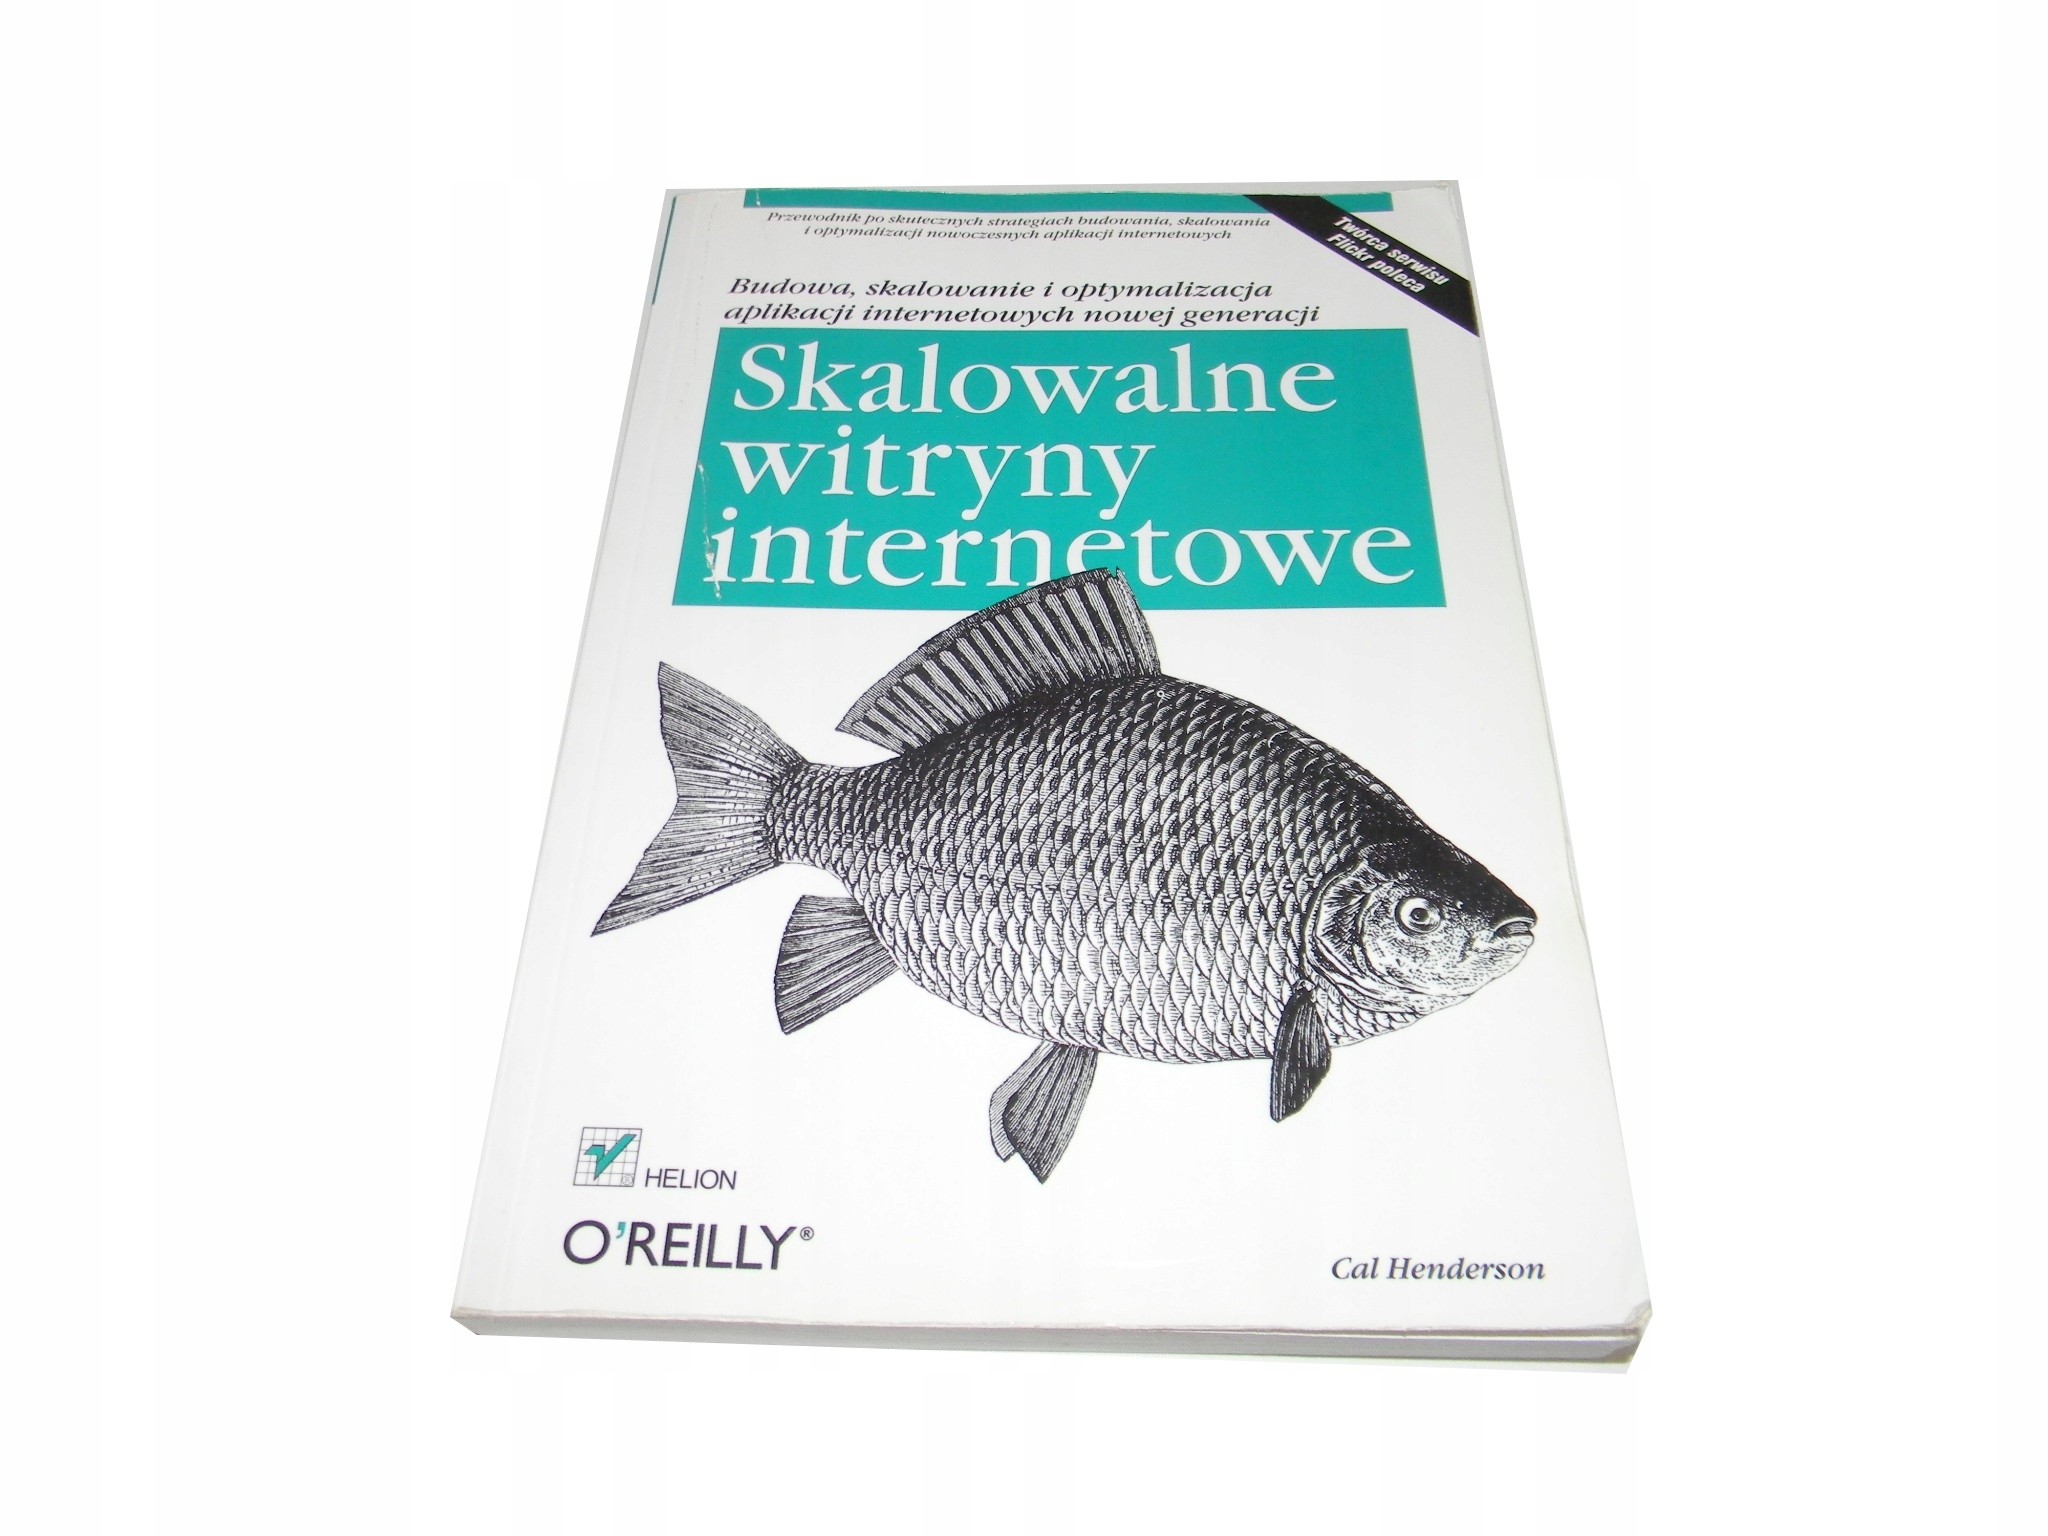 Przewodnik po skutecznych strategiach budowania, skalowania
i optymalizacji nowoczesnych aplikacji internetowych
Twórca serwisu
Flickr poleca
Budowa, skalowanie i optymalizacja
aplikacji internetowych nowej generacji
Skalowalne
witryny
internetowe
HELION
O'REILLY®
Cal Henderson